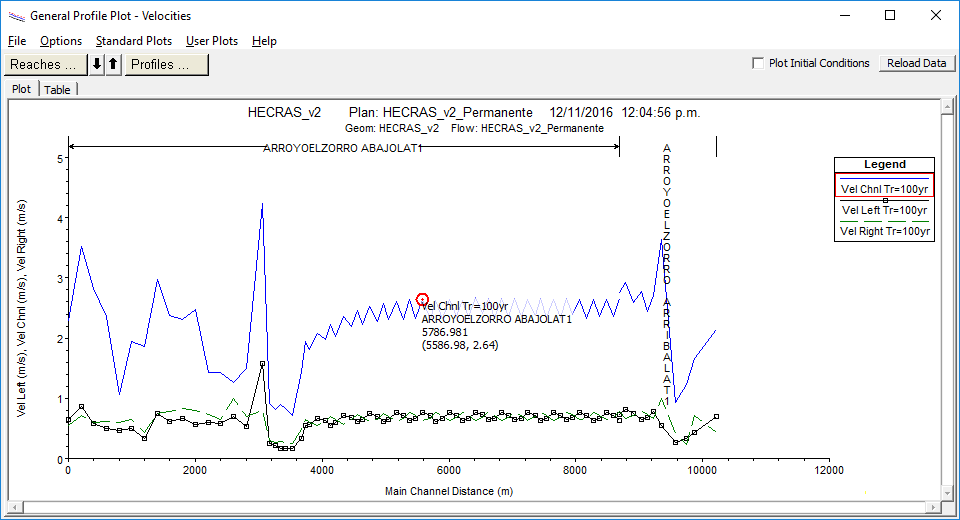 General Profile Plot - Velocities
File Options Standard Plots User Plots Help
Reaches ... Profiles ... Plot Initial Conditions Reload Data
Plot Table
HECRAS_v2 Plan: HECRAS_v2_Permanente 12/11/2016 12:04:56 p.m.
Geom: HECRAS_v2 Flow: HECRAS_v2_Permanente
ARROYOELZORRO ABAJOLAT1
ARROYOELZORRO ARRIBALAT1
Legend
Vel Chnl Tr=100yr
Vel Left Tr=100yr
Vel Right Tr=100yr
Vel Left (m/s), Vel Chnl (m/s), Vel Right (m/s)
5
4
3
2
1
0
Vel Chnl Tr=100yr
ARROYOELZORRO ABAJOLAT1
5786.981
(5586.98, 2.64)
0 2000 4000 6000 8000 10000 12000
Main Channel Distance (m)